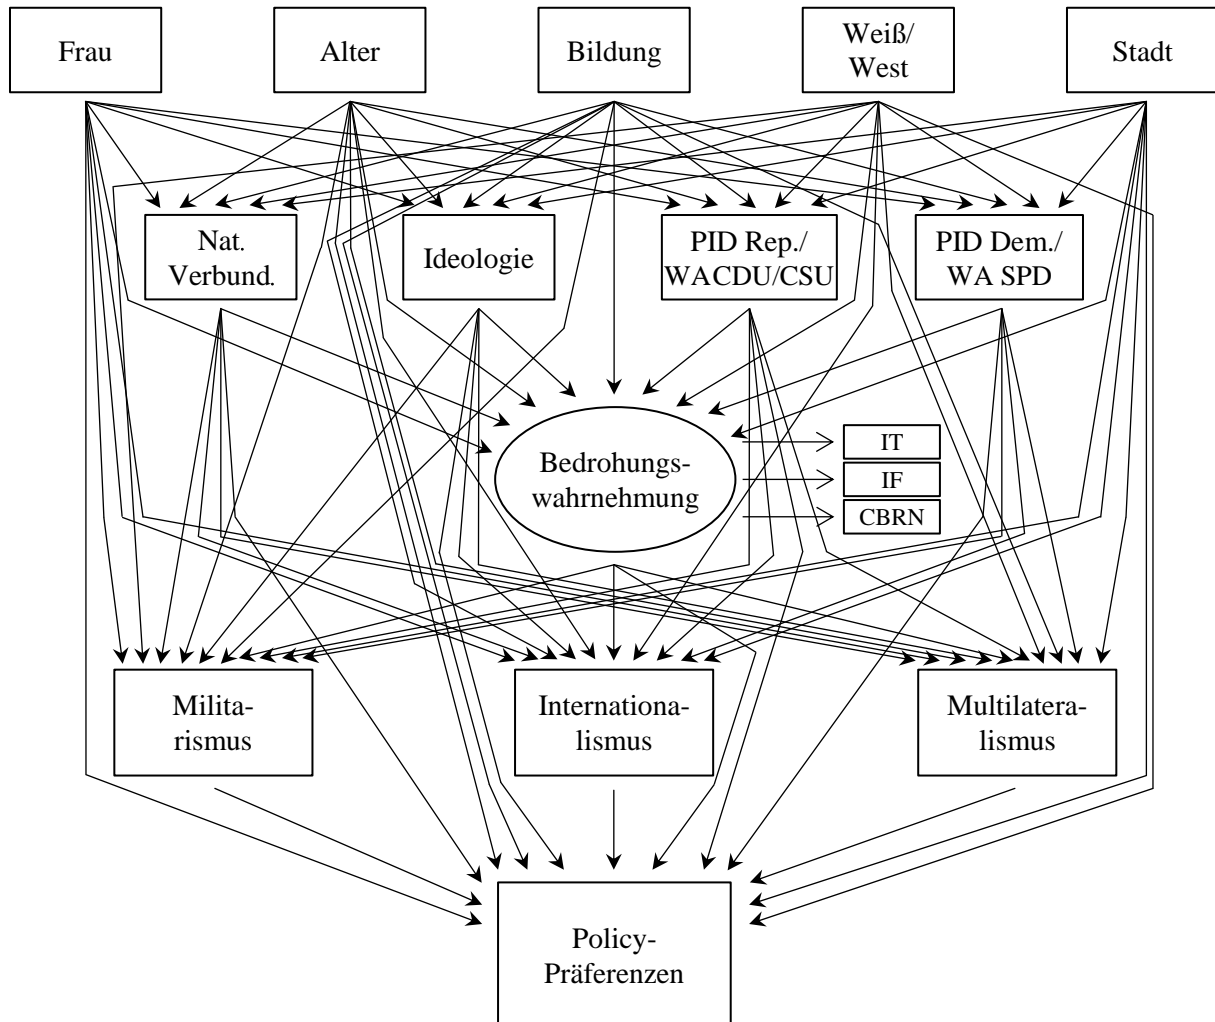 Frau
Alter
Bildung
Weiß/
West
Stadt
Nat.
Verbund.
Ideologie
PID Rep./
WACDU/CSU
PID Dem./
WA SPD
Bedrohungs-
wahrnehmung
IT
IF
CBRN
Milita-
rismus
Internationa-
lismus
Multilatera-
lismus
Policy-
Präferenzen